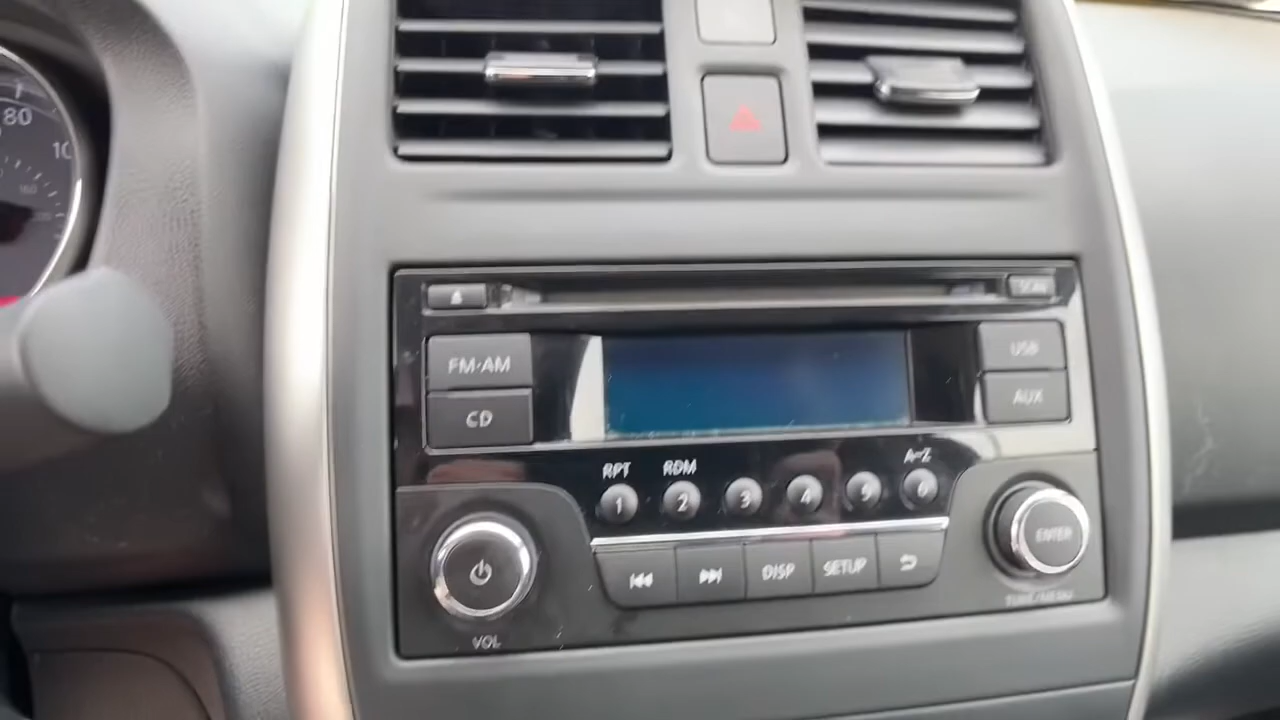 80
160
SCAN
FM·AM
USB
CD
AUX
RPT RDM A-Z
1 2 3 4 5 6
DISP SETUP
ENTER
VOL
TUNE/MENU